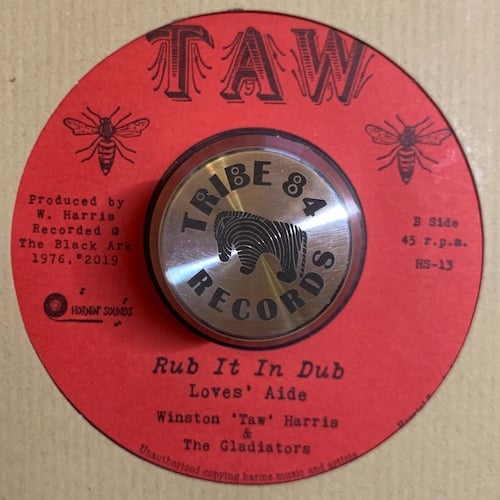 TAW
Produced by
W. Harris
Recorded @
The Black Ark
1976, ©2019
HORNIN' SOUNDS
TRIBE 84
RECORDS
B Side
45 r.p.m.
HS-13
Rub It In Dub
Loves' Aide
Winston 'Taw' Harris
&
The Gladiators
Unauthorised copying harms music and artists